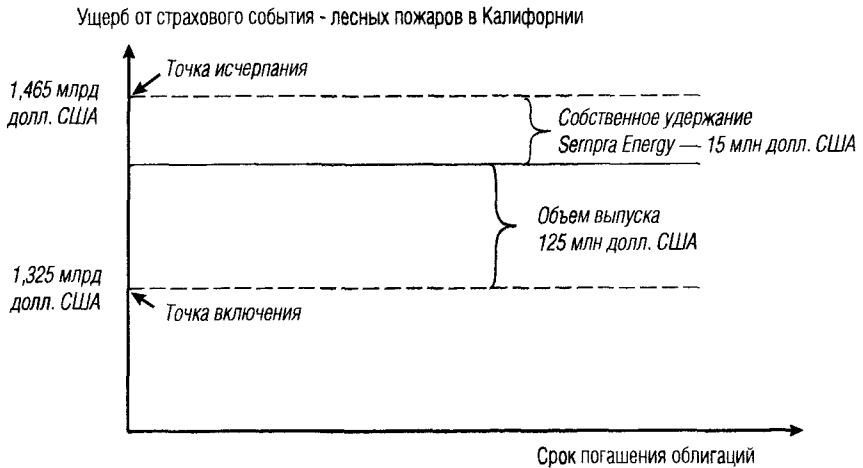 Ущерб от страхового события - лесных пожаров в Калифорнии
Точка исчерпания
1,465 млрд
долл. США
Собственное удержание
Sempra Energy — 15 млн долл. США
Объем выпуска
125 млн долл. США
1,325 млрд
долл. США
Точка включения
Срок погашения облигаций